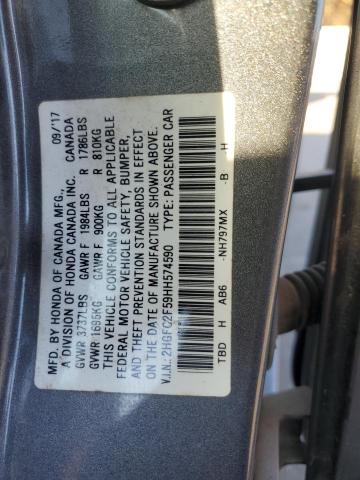 MFD. BY HONDA OF CANADA MFG., 09/17
A DIVISION OF HONDA CANADA INC. CANADA
GVWR 3737LBS GAWR F 1984LBS R 1786LBS
GVWR 1695KG GAWR F 900KG R 810KG
THIS VEHICLE CONFORMS TO ALL APPLICABLE
FEDERAL MOTOR VEHICLE SAFETY, BUMPER,
AND THEFT PREVENTION STANDARDS IN EFFECT
ON THE DATE OF MANUFACTURE SHOWN ABOVE.
V.I.N.: 2HGFC2F59HH574590 TYPE: PASSENGER CAR
TBD H AB6 -NH797MX -B H